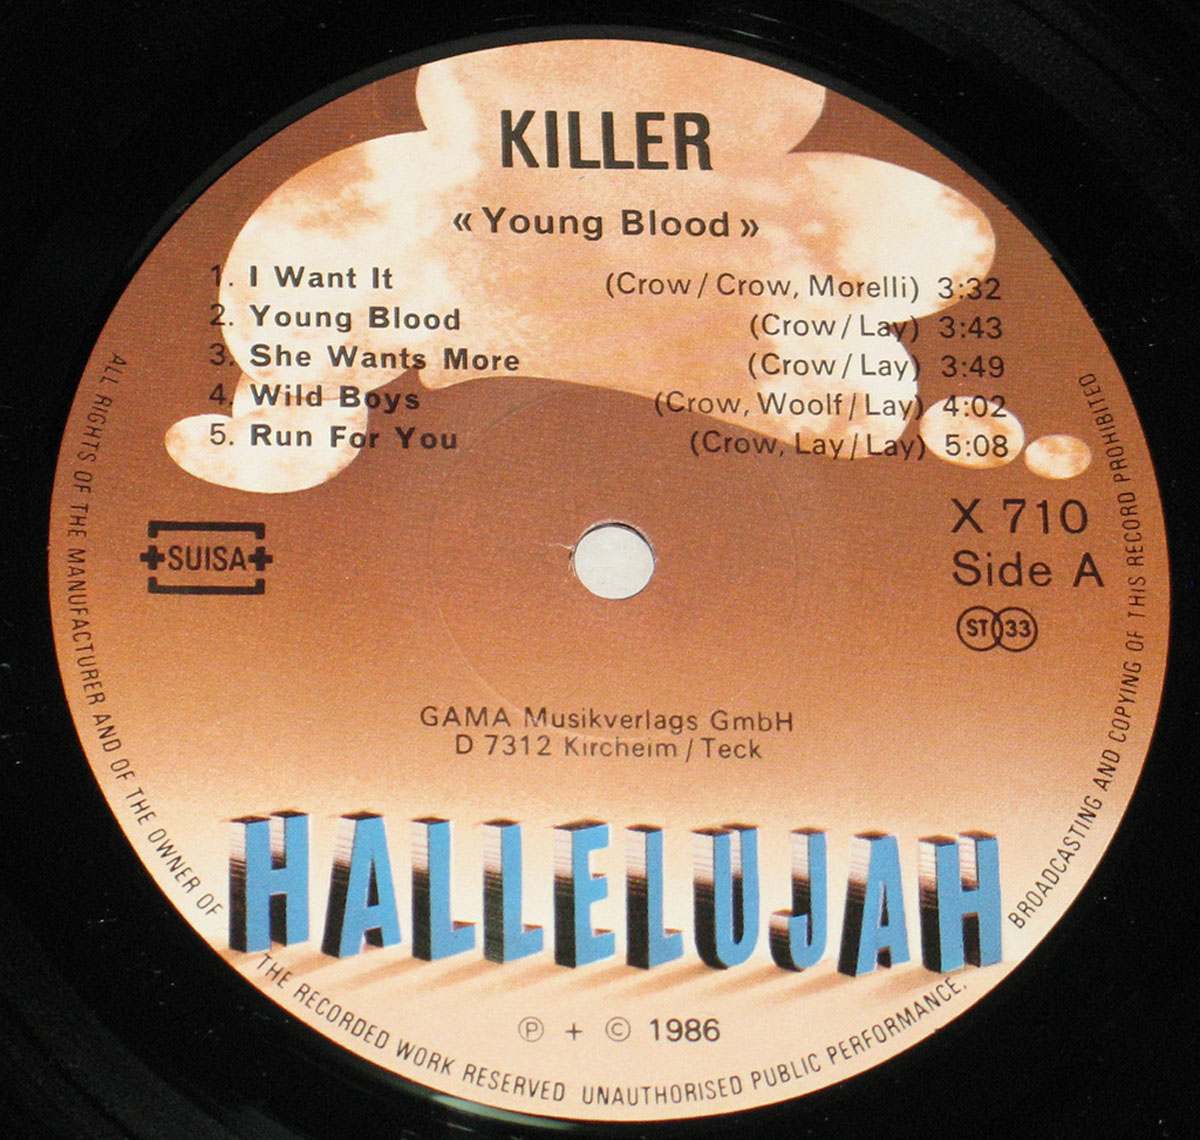 KILLER
«Young Blood»
1. I Want It (Crow/Crow, Morelli) 3:32
2. Young Blood (Crow/Lay) 3:43
3. She Wants More (Crow/Lay) 3:49
4. Wild Boys (Crow, Woolf/Lay) 4:02
5. Run For You (Crow, Lay/Lay) 5:08
X 710
Side A
SUISA
ST 33
GAMA Musikverlags GmbH
D 7312 Kircheim/Teck
HALLELUJAH
Ⓟ + © 1986
ALL RIGHTS OF THE MANUFACTURER AND OF THE OWNER OF THE RECORDED WORK RESERVED UNAUTHORISED PUBLIC PERFORMANCE. BROADCASTING AND COPYING OF THIS RECORD PROHIBITED